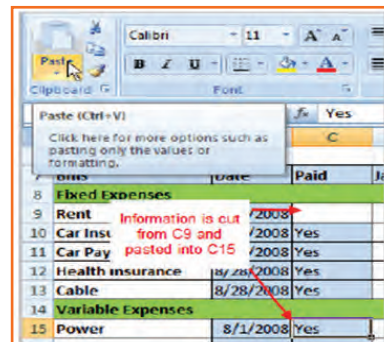 Calibri 11 A A
Paste B I U A
Clipboard Font
Paste (Ctrl+V) fx Yes
Click here for more options such as
pasting only the values or
formatting.
C
7 Bills Date Paid
8 Fixed Expenses
9 Rent /2008
Information is cut
from C9 and
pasted into C15
10 Car Insu /2008 Yes
11 Car Pay /2008 Yes
12 Health insurance 8/28/2008 Yes
13 Cable 8/28/2008 Yes
14 Variable Expenses
15 Power 8/1/2008 Yes